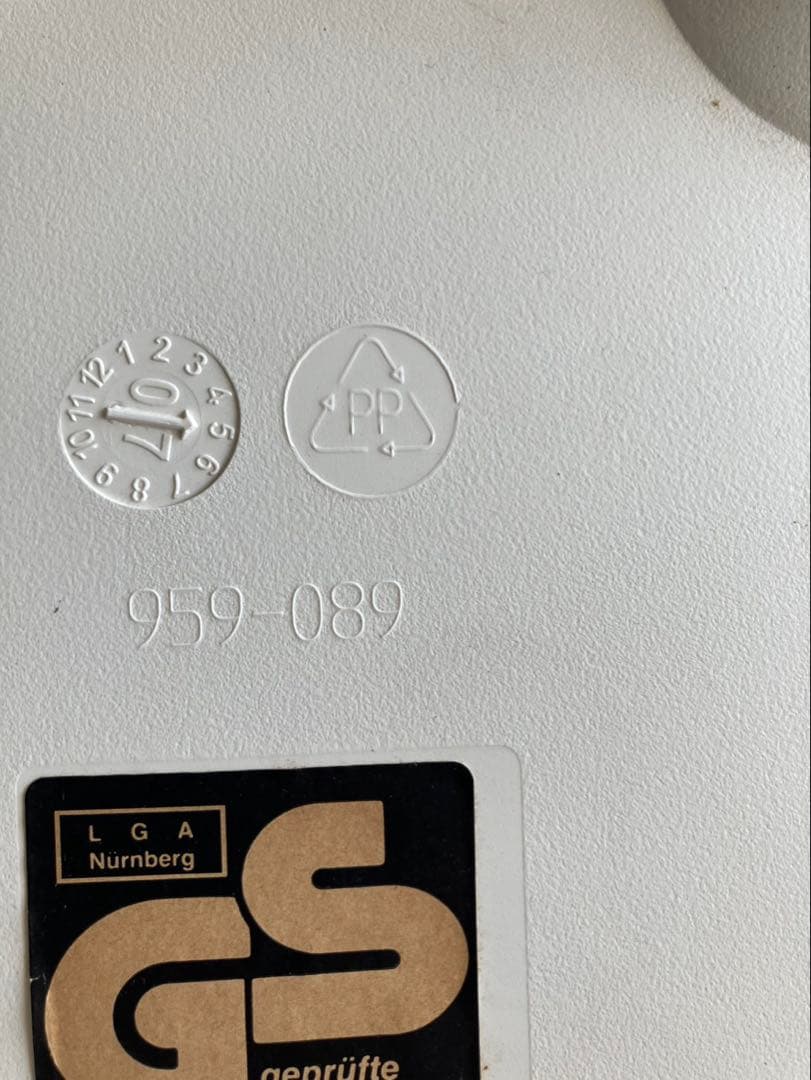 1 2 3 4 5 6 7 8 9 10 11 12
07
PP
959-089
L G A
Nürnberg
GS
geprüfte